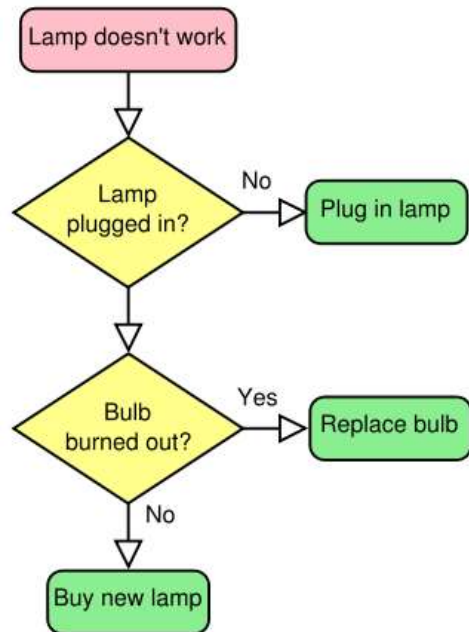 Lamp doesn't work
Lamp
plugged in?
No
Plug in lamp
Bulb
burned out?
Yes
Replace bulb
No
Buy new lamp